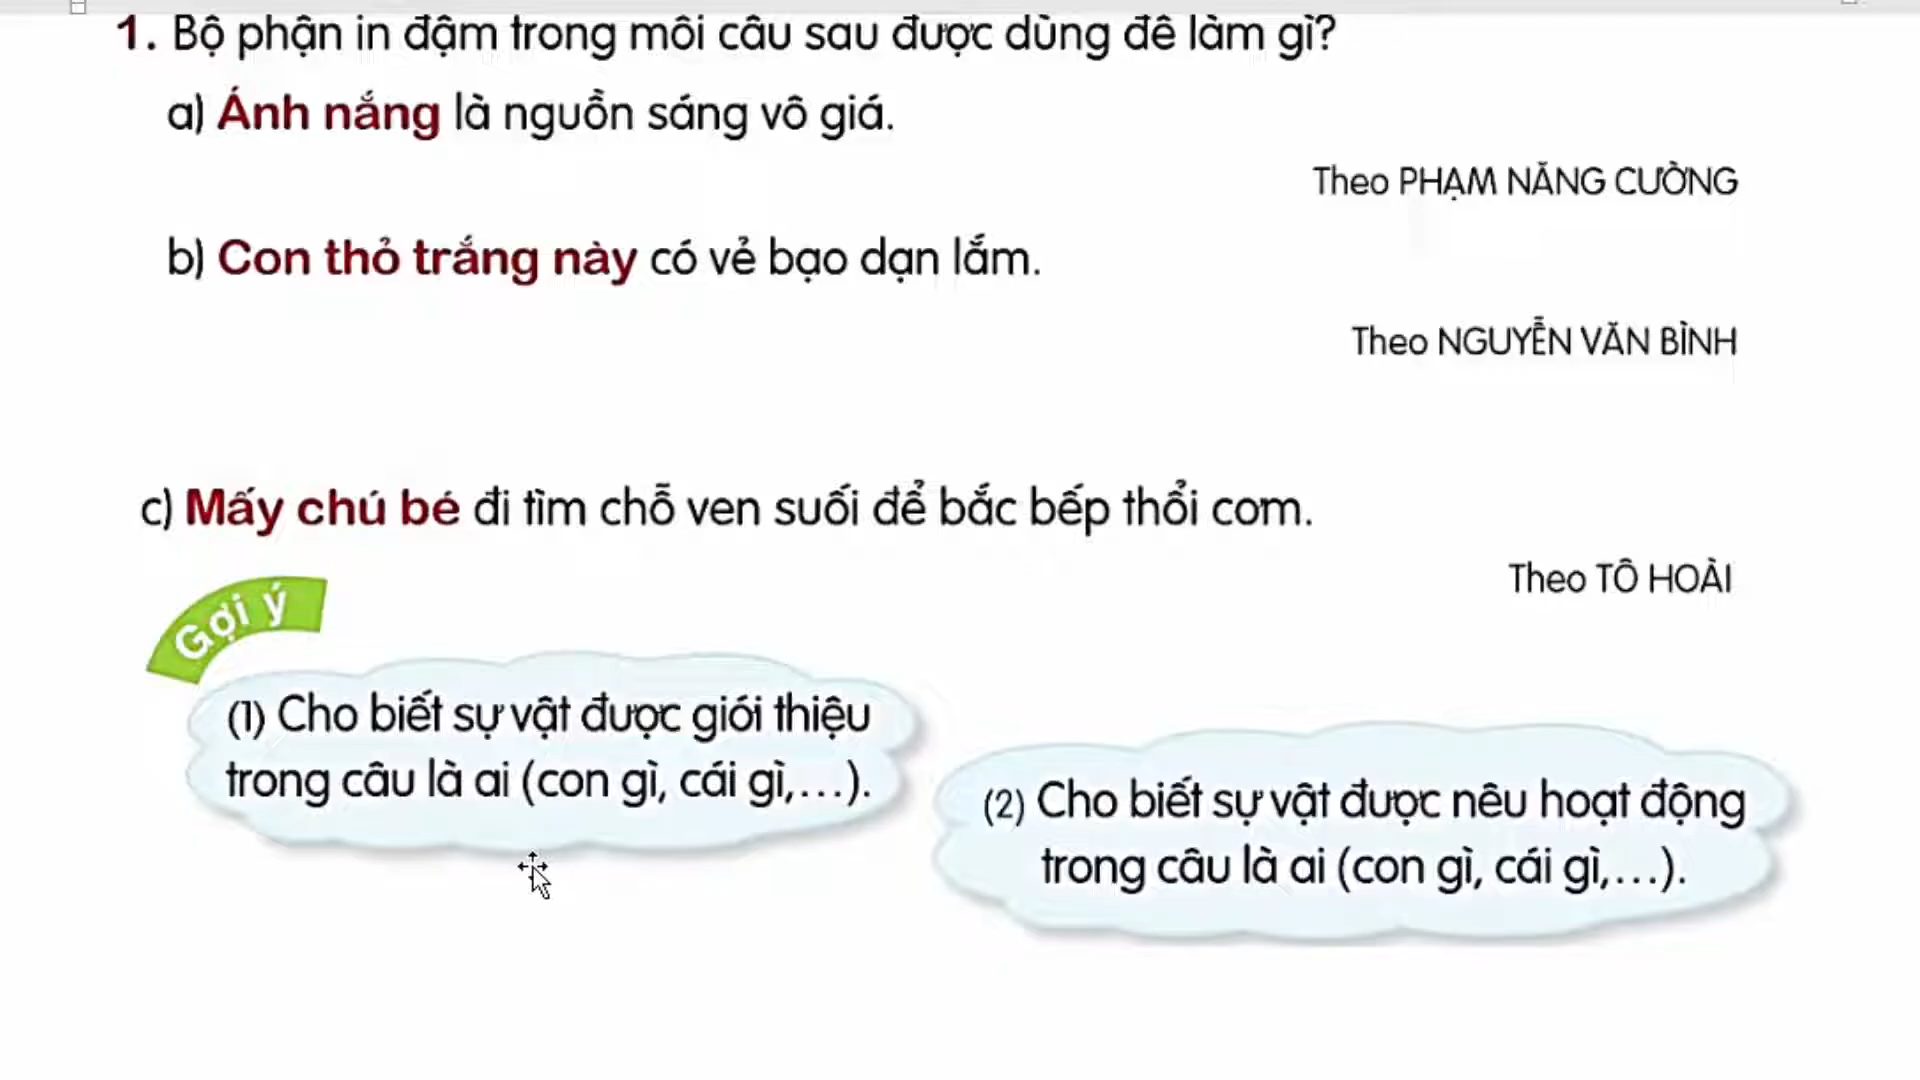 1. Bộ phận in đậm trong mỗi câu sau được dùng để làm gì?
a) Ánh nắng là nguồn sáng vô giá.
Theo PHẠM NĂNG CƯỜNG
b) Con thỏ trắng này có vẻ bạo dạn lắm.
Theo NGUYỄN VĂN BÌNH
c) Mấy chú bé đi tìm chỗ ven suối để bắc bếp thổi cơm.
Theo TÔ HOÀI
Gợi ý
(1) Cho biết sự vật được giới thiệu
trong câu là ai (con gì, cái gì,...).
(2) Cho biết sự vật được nêu hoạt động
trong câu là ai (con gì, cái gì,...).